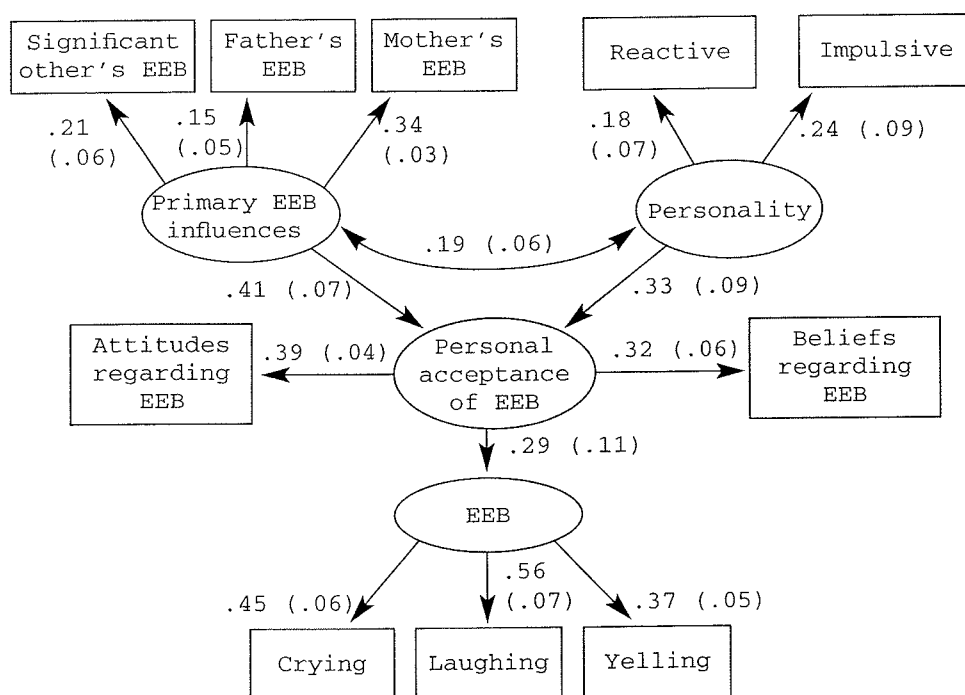 Significant
other's EEB
Father's
EEB
Mother's
EEB
Reactive
Impulsive
.21
(.06)
.15
(.05)
.34
(.03)
.18
(.07)
.24 (.09)
Primary EEB
influences
Personality
.19 (.06)
.41 (.07)
.33 (.09)
Attitudes
regarding
EEB
.39 (.04)
Personal
acceptance
of EEB
.32 (.06)
Beliefs
regarding
EEB
.29 (.11)
EEB
.45 (.06)
.56
(.07)
.37 (.05)
Crying
Laughing
Yelling